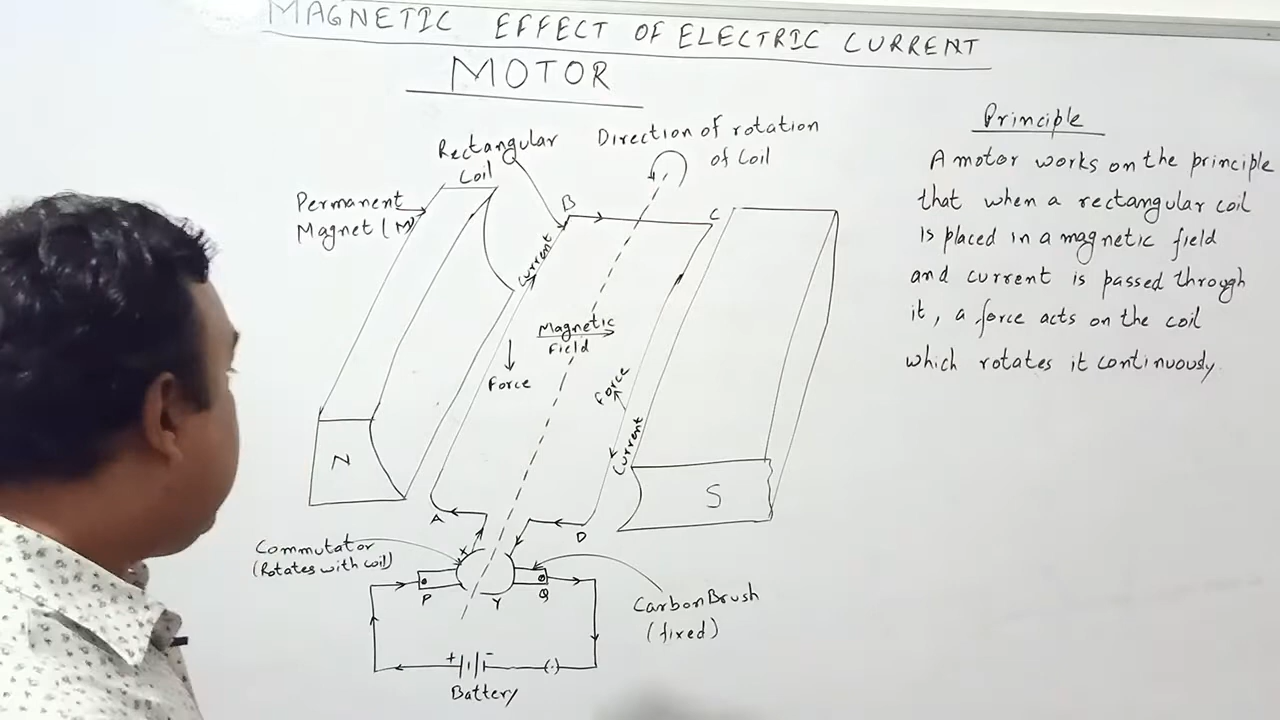 MAGNETIC EFFECT OF ELECTRIC CURRENT
MOTOR
Rectangular
Coil
Direction of rotation
of Coil
Permanent
Magnet (M)
B
C
Current
Magnetic
Field
Force
Force
Current
N
S
A
D
Commutator
(Rotates with coil)
X
P
Y
Q
Carbon Brush
(fixed)
+ -
(·)
Battery
Principle
A motor works on the principle
that when a rectangular coil
is placed in a magnetic field
and current is passed through
it, a force acts on the coil
which rotates it continuously.